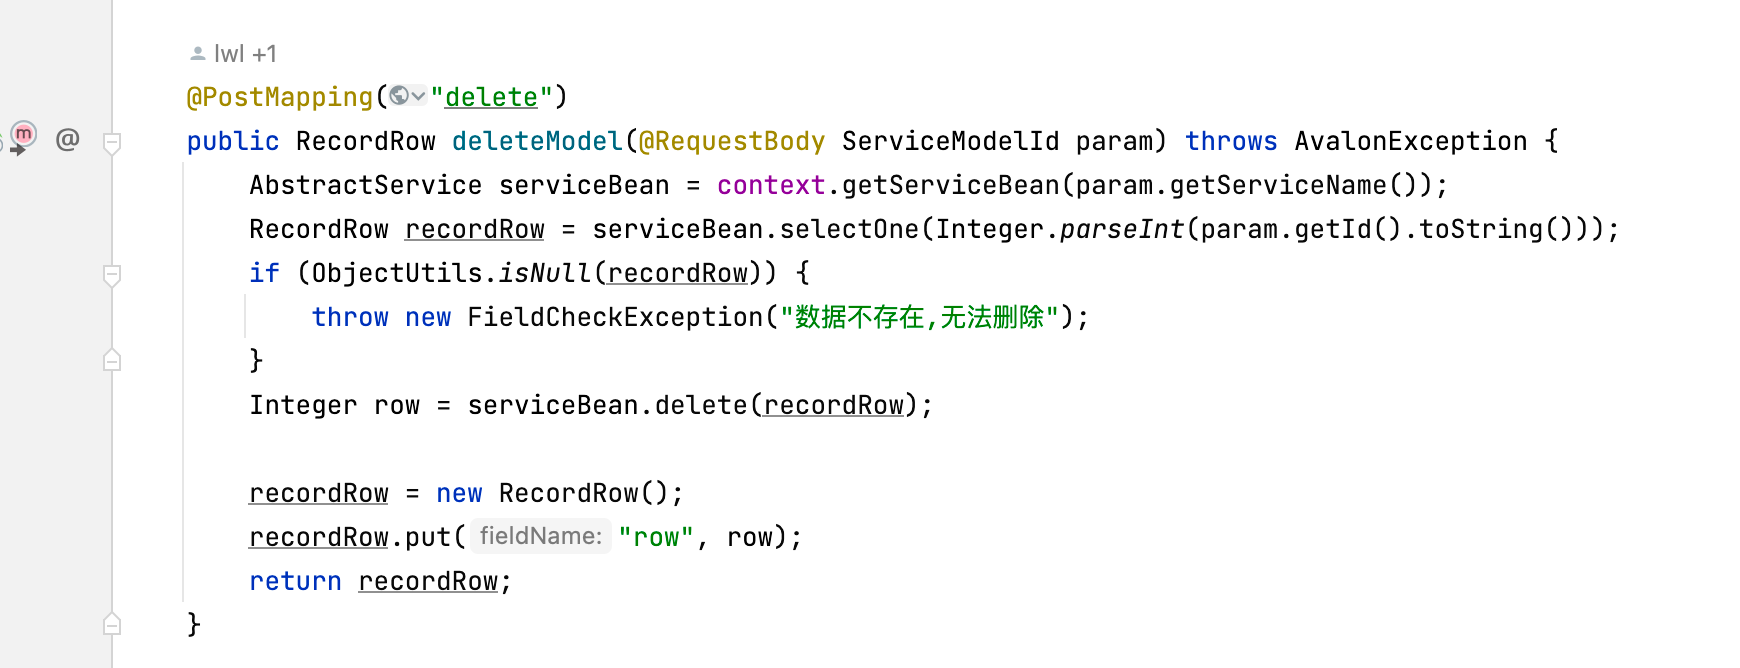 lwl +1
@PostMapping("delete")
@ public RecordRow deleteModel(@RequestBody ServiceModelId param) throws AvalonException {
AbstractService serviceBean = context.getServiceBean(param.getServiceName());
RecordRow recordRow = serviceBean.selectOne(Integer.parseInt(param.getId().toString()));
if (ObjectUtils.isNull(recordRow)) {
throw new FieldCheckException("数据不存在,无法删除");
}
Integer row = serviceBean.delete(recordRow);
recordRow = new RecordRow();
recordRow.put(fieldName: "row", row);
return recordRow;
}